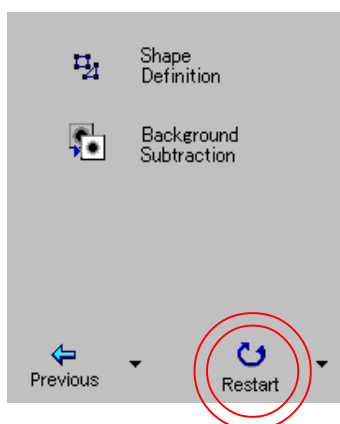 Shape
Definition
Background
Subtraction
Previous
Restart